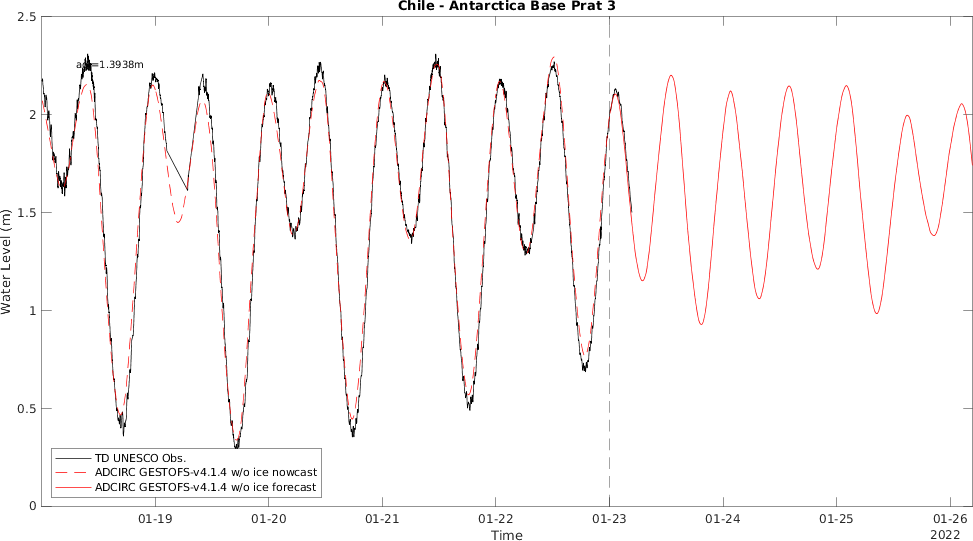 Chile - Antarctica Base Prat 3
2.5
2
1.5
1
0.5
0
Water Level (m)
=1.3938m
TD UNESCO Obs.
ADCIRC GESTOFS-v4.1.4 w/o ice nowcast
ADCIRC GESTOFS-v4.1.4 w/o ice forecast
01-19 01-20 01-21 01-22 01-23 01-24 01-25 01-26
Time
2022